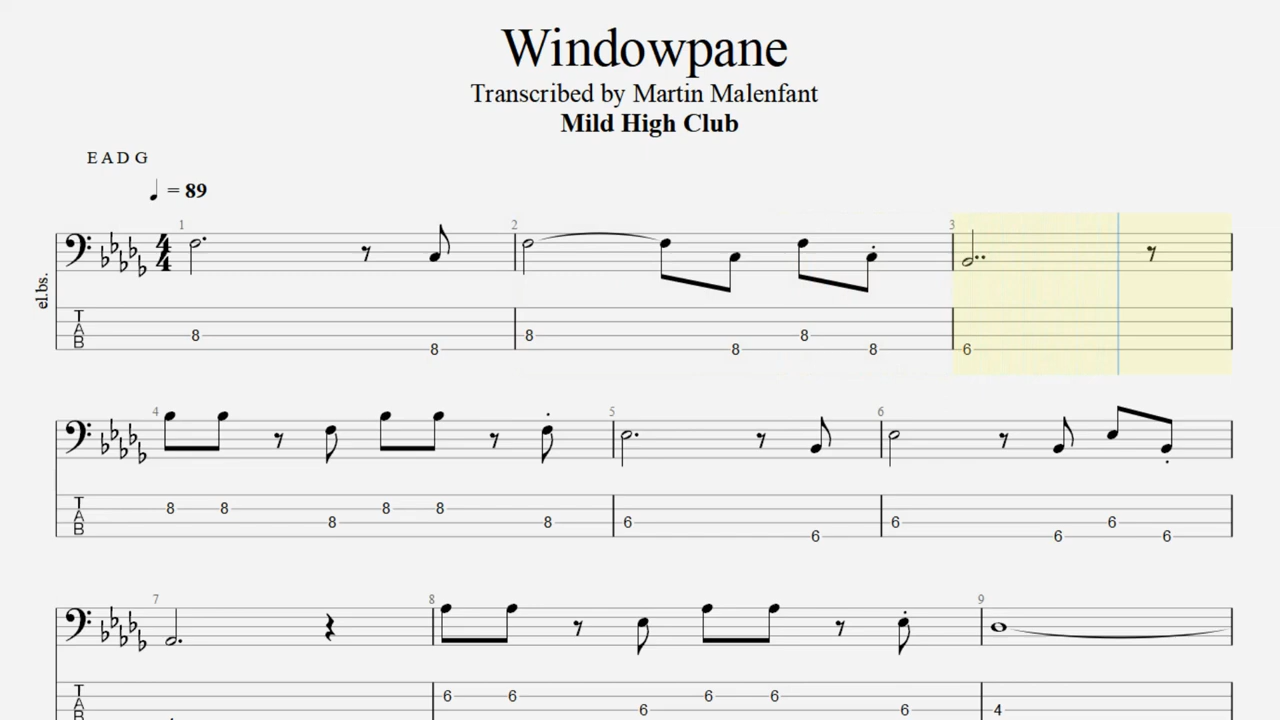 Windowpane
Transcribed by Martin Malenfant
Mild High Club
E A D G
= 89
1 2 3
4 4
el.bs.
T A B
8 8 8 8 8 8 6
4 5 6
T A B
8 8 8 8 8 8 6 6 6 6 6 6
7 8 9
T A B
6 6 6 6 6 6 4